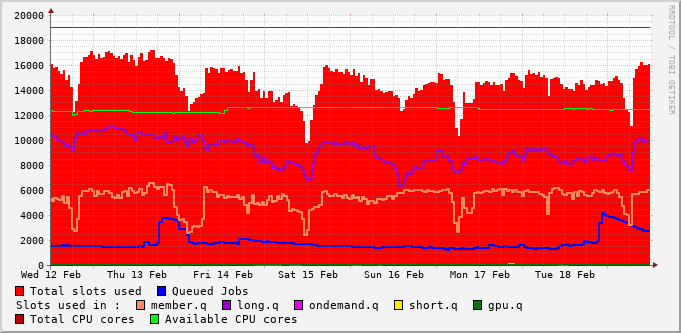 20000
18000
16000
14000
12000
10000
8000
6000
4000
2000
0
Wed 12 Feb Thu 13 Feb Fri 14 Feb Sat 15 Feb Sun 16 Feb Mon 17 Feb Tue 18 Feb
Total slots used Queued Jobs
Slots used in : member.q long.q ondemand.q short.q gpu.q
Total CPU cores Available CPU cores
RRDTOOL / TOBI OETIKER